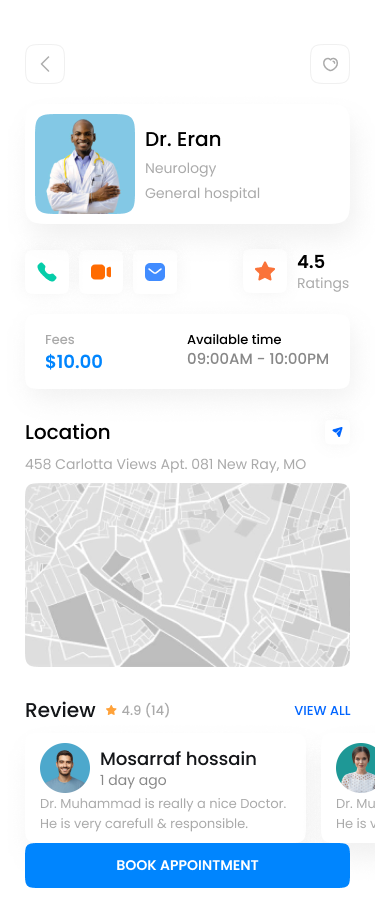 Dr. Eran
Neurology
General hospital
4.5
Ratings
Fees
$10.00
Available time
09:00AM - 10:00PM
Location
458 Carlotta Views Apt. 081 New Ray, MO
Review
4.9 (14)
VIEW ALL
Mosarraf hossain
1 day ago
Dr. Muhammad is really a nice Doctor.
He is very carefull & responsible.
Dr. Mu
He is v
BOOK APPOINTMENT